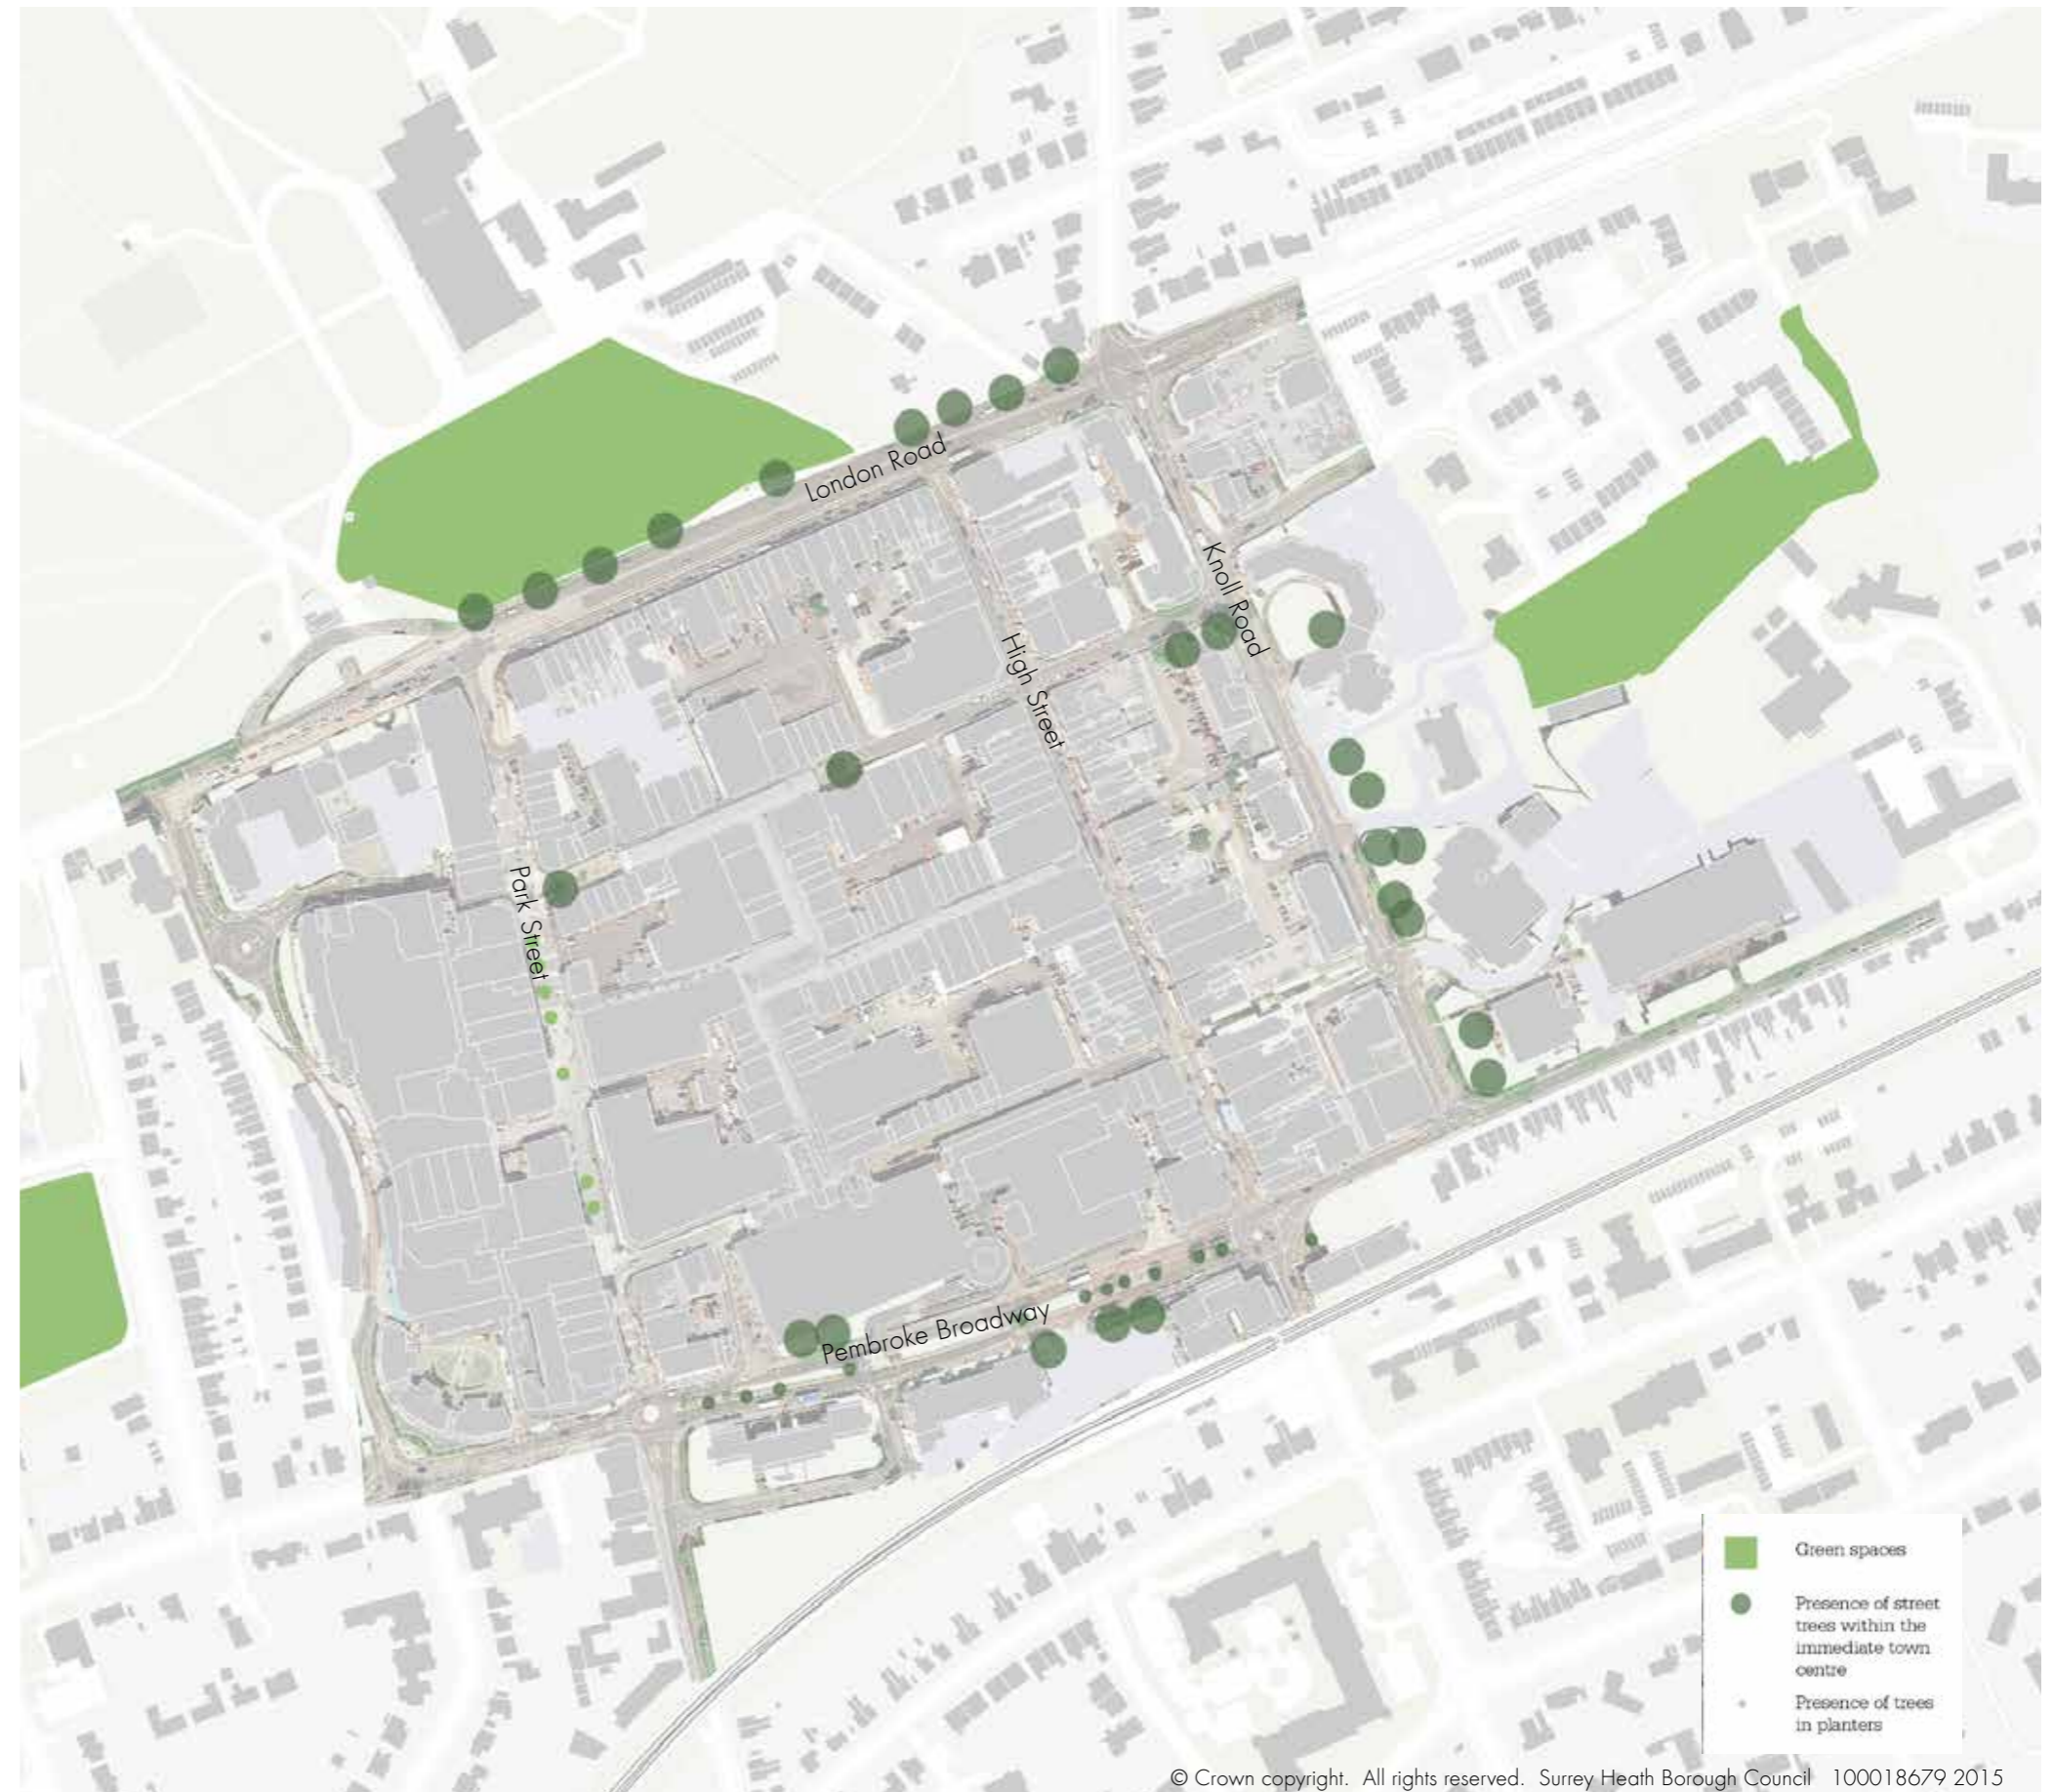 London Road
Knoll Road
High Street
Park Street
Pembroke Broadway
Green spaces
Presence of street
trees within the
immediate town
centre
Presence of trees
in planters
© Crown copyright. All rights reserved. Surrey Heath Borough Council 100018679 2015